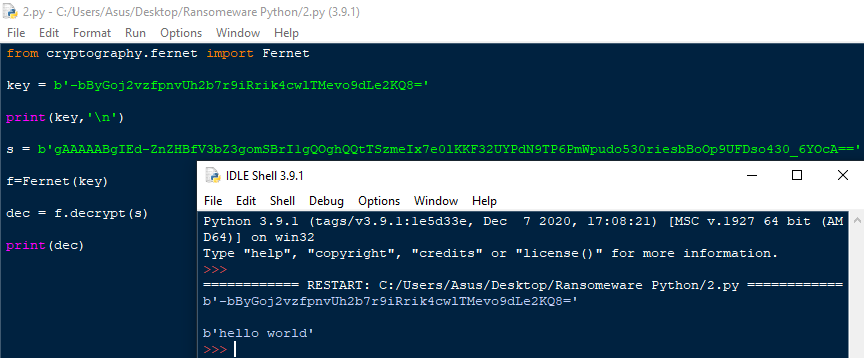 2.py - C:/Users/Asus/Desktop/Ransomeware Python/2.py (3.9.1)
File Edit Format Run Options Window Help
from cryptography.fernet import Fernet
key = b'-bByGoj2vzfpnvUh2b7r9iRrik4cwlTMevo9dLe2KQ8='
print(key,'\n')
s = b'gAAAAABgIEd-ZnZHBfV3bZ3gomSBrIlgQOghQQtTSzmeIx7e0lKKF32UYPdN9TP6PmWpudo530riesbBoOp9UFDso430_6YOcA=='
f=Fernet(key)
dec = f.decrypt(s)
print(dec)
IDLE Shell 3.9.1
File Edit Shell Debug Options Window Help
Python 3.9.1 (tags/v3.9.1:1e5d33e, Dec  7 2020, 17:08:21) [MSC v.1927 64 bit (AM
D64)] on win32
Type "help", "copyright", "credits" or "license()" for more information.
>>>
============ RESTART: C:/Users/Asus/Desktop/Ransomeware Python/2.py ============
b'-bByGoj2vzfpnvUh2b7r9iRrik4cwlTMevo9dLe2KQ8='
b'hello world'
>>>